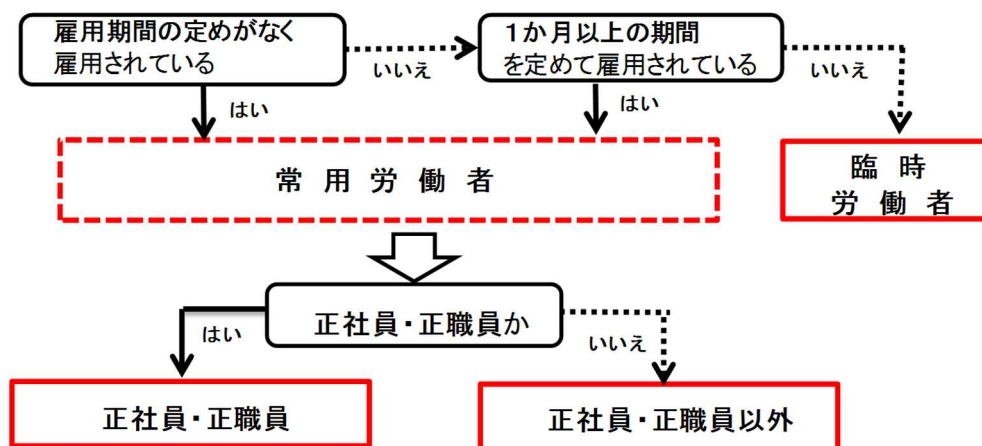 雇用期間の定めがなく
雇用されている
いいえ
１か月以上の期間
を定めて雇用されている
いいえ
はい
はい
常用労働者
臨時
労働者
正社員・正職員か
はい
いいえ
正社員・正職員
正社員・正職員以外